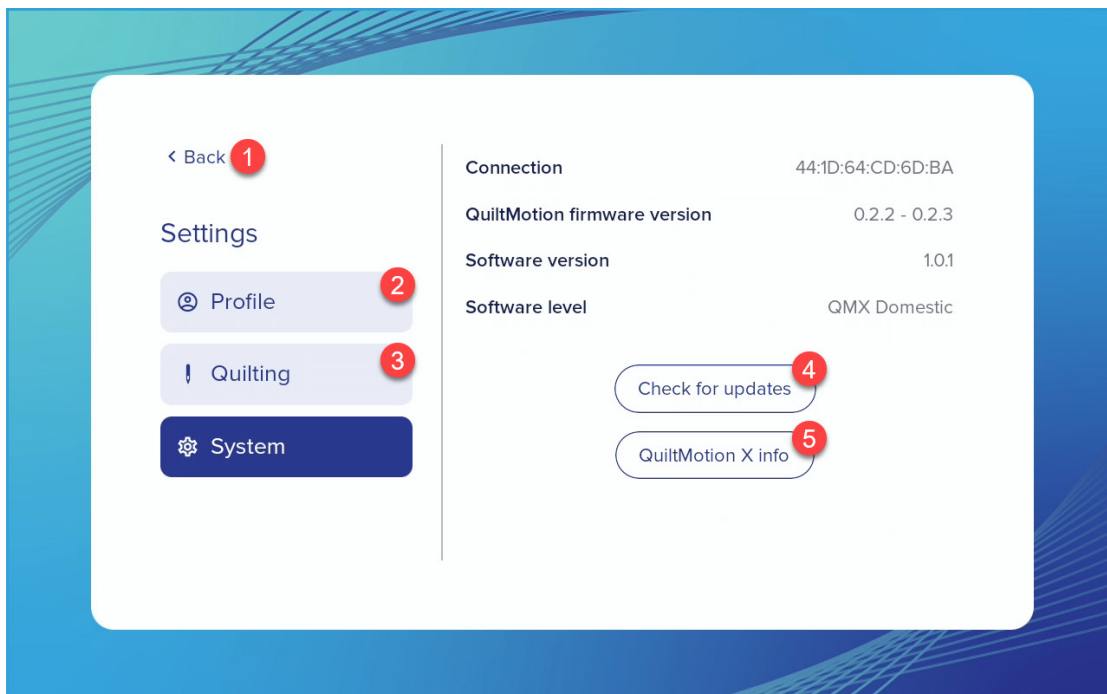 < Back 1
Settings
Profile 2
Quilting 3
System
Connection 44:1D:64:CD:6D:BA
QuiltMotion firmware version 0.2.2 - 0.2.3
Software version 1.0.1
Software level QMX Domestic
Check for updates 4
QuiltMotion X info 5